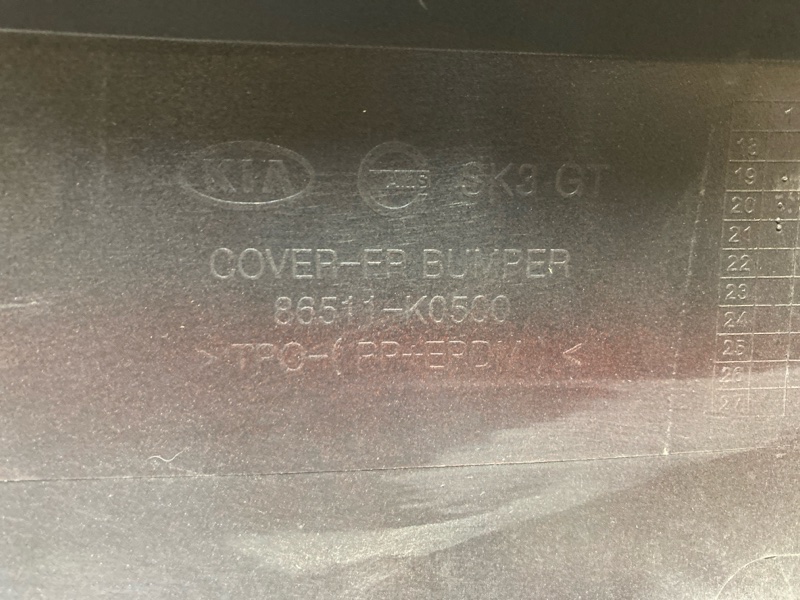 KIA SK3 GT
COVER-FR BUMPER
86511-K0500
>TPO-(PP+EPDM)<
18
19
20
21
22
23
24
25
26
27